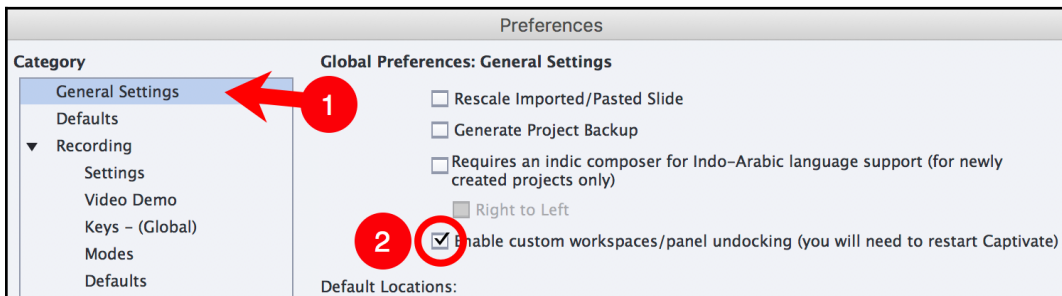 Preferences
Category
General Settings
Defaults
Recording
Settings
Video Demo
Keys – (Global)
Modes
Defaults
1
Global Preferences: General Settings
Rescale Imported/Pasted Slide
Generate Project Backup
Requires an indic composer for Indo-Arabic language support (for newly
created projects only)
Right to Left
2
Enable custom workspaces/panel undocking (you will need to restart Captivate)
Default Locations: